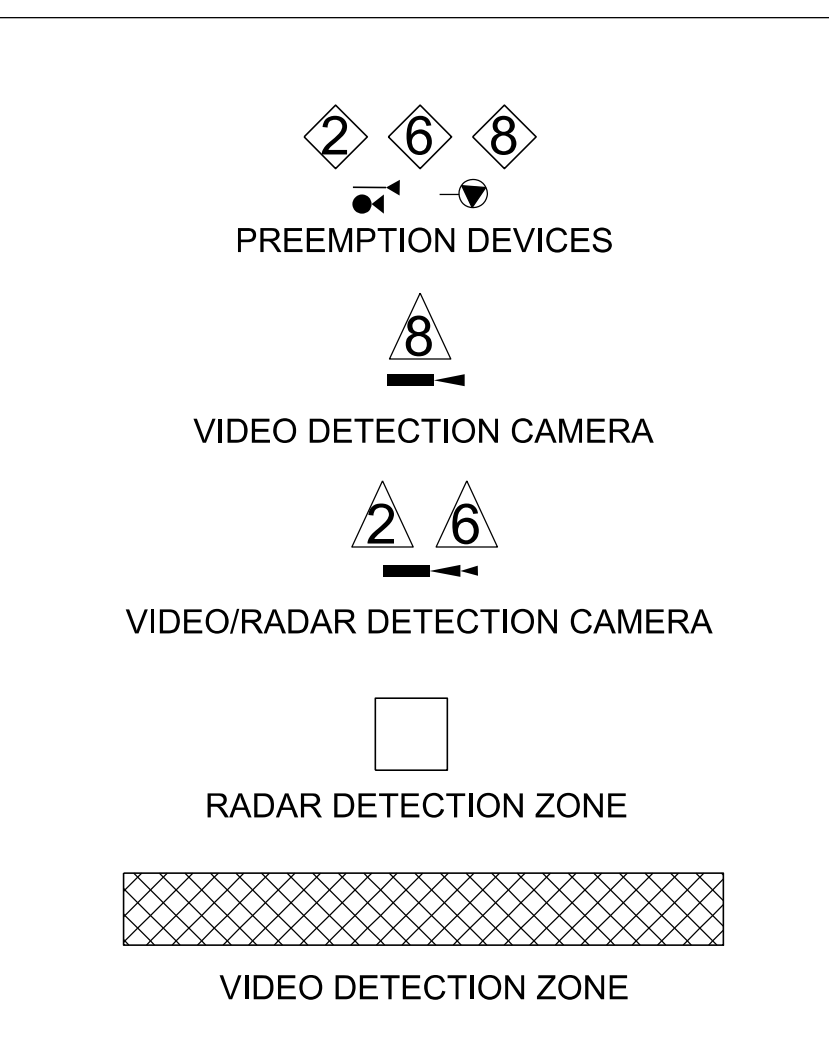 2 6 8
PREEMPTION DEVICES
8
VIDEO DETECTION CAMERA
2 6
VIDEO/RADAR DETECTION CAMERA
RADAR DETECTION ZONE
VIDEO DETECTION ZONE